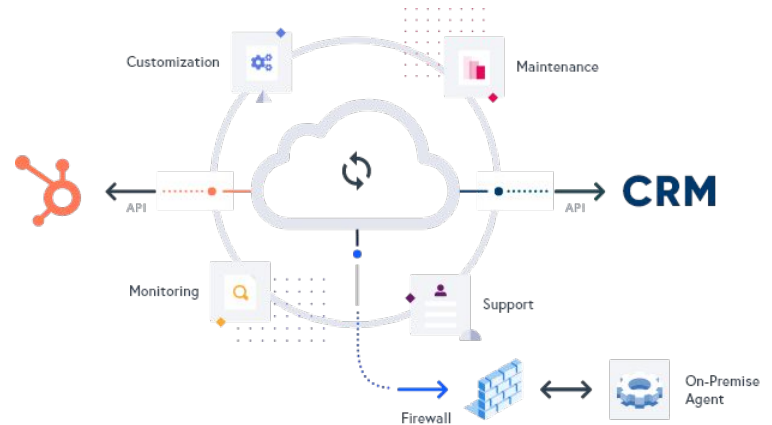 Customization
Maintenance
API
API
CRM
Monitoring
Support
Firewall
On-Premise
Agent